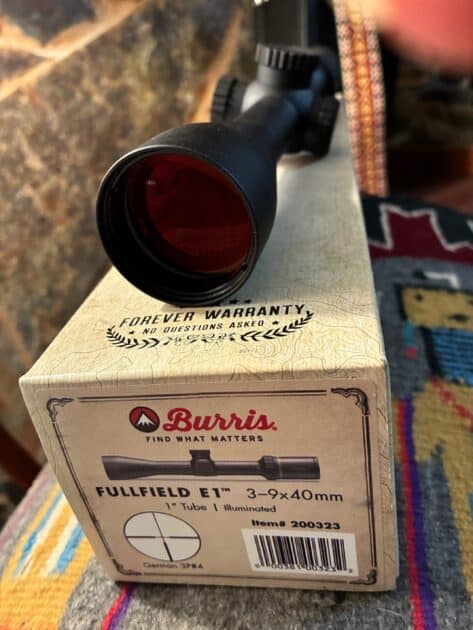 FOREVER WARRANTY
NO QUESTIONS ASKED
Burris.
FIND WHAT MATTERS
FULLFIELD E1™ 3-9x40mm
1" Tube | Illuminated
Item# 200323
German 3P#4